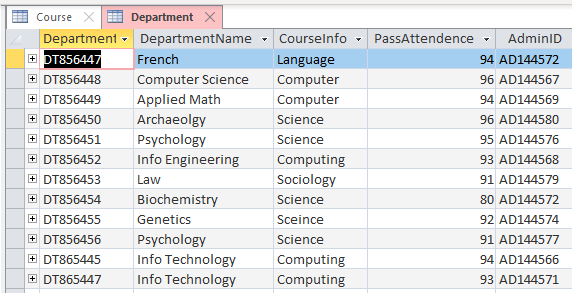 Course Department
Department DepartmentName CourseInfo PassAttendence AdminID
DT856447 French Language 94 AD144572
DT856448 Computer Science Computer 96 AD144567
DT856449 Applied Math Computer 94 AD144569
DT856450 Archaeolgy Science 96 AD144580
DT856451 Psychology Science 95 AD144576
DT856452 Info Engineering Computing 93 AD144568
DT856453 Law Sociology 91 AD144579
DT856454 Biochemistry Science 80 AD144572
DT856455 Genetics Sceince 92 AD144574
DT856456 Psychology Science 91 AD144577
DT865445 Info Technology Computing 94 AD144566
DT865447 Info Technology Computing 93 AD144571